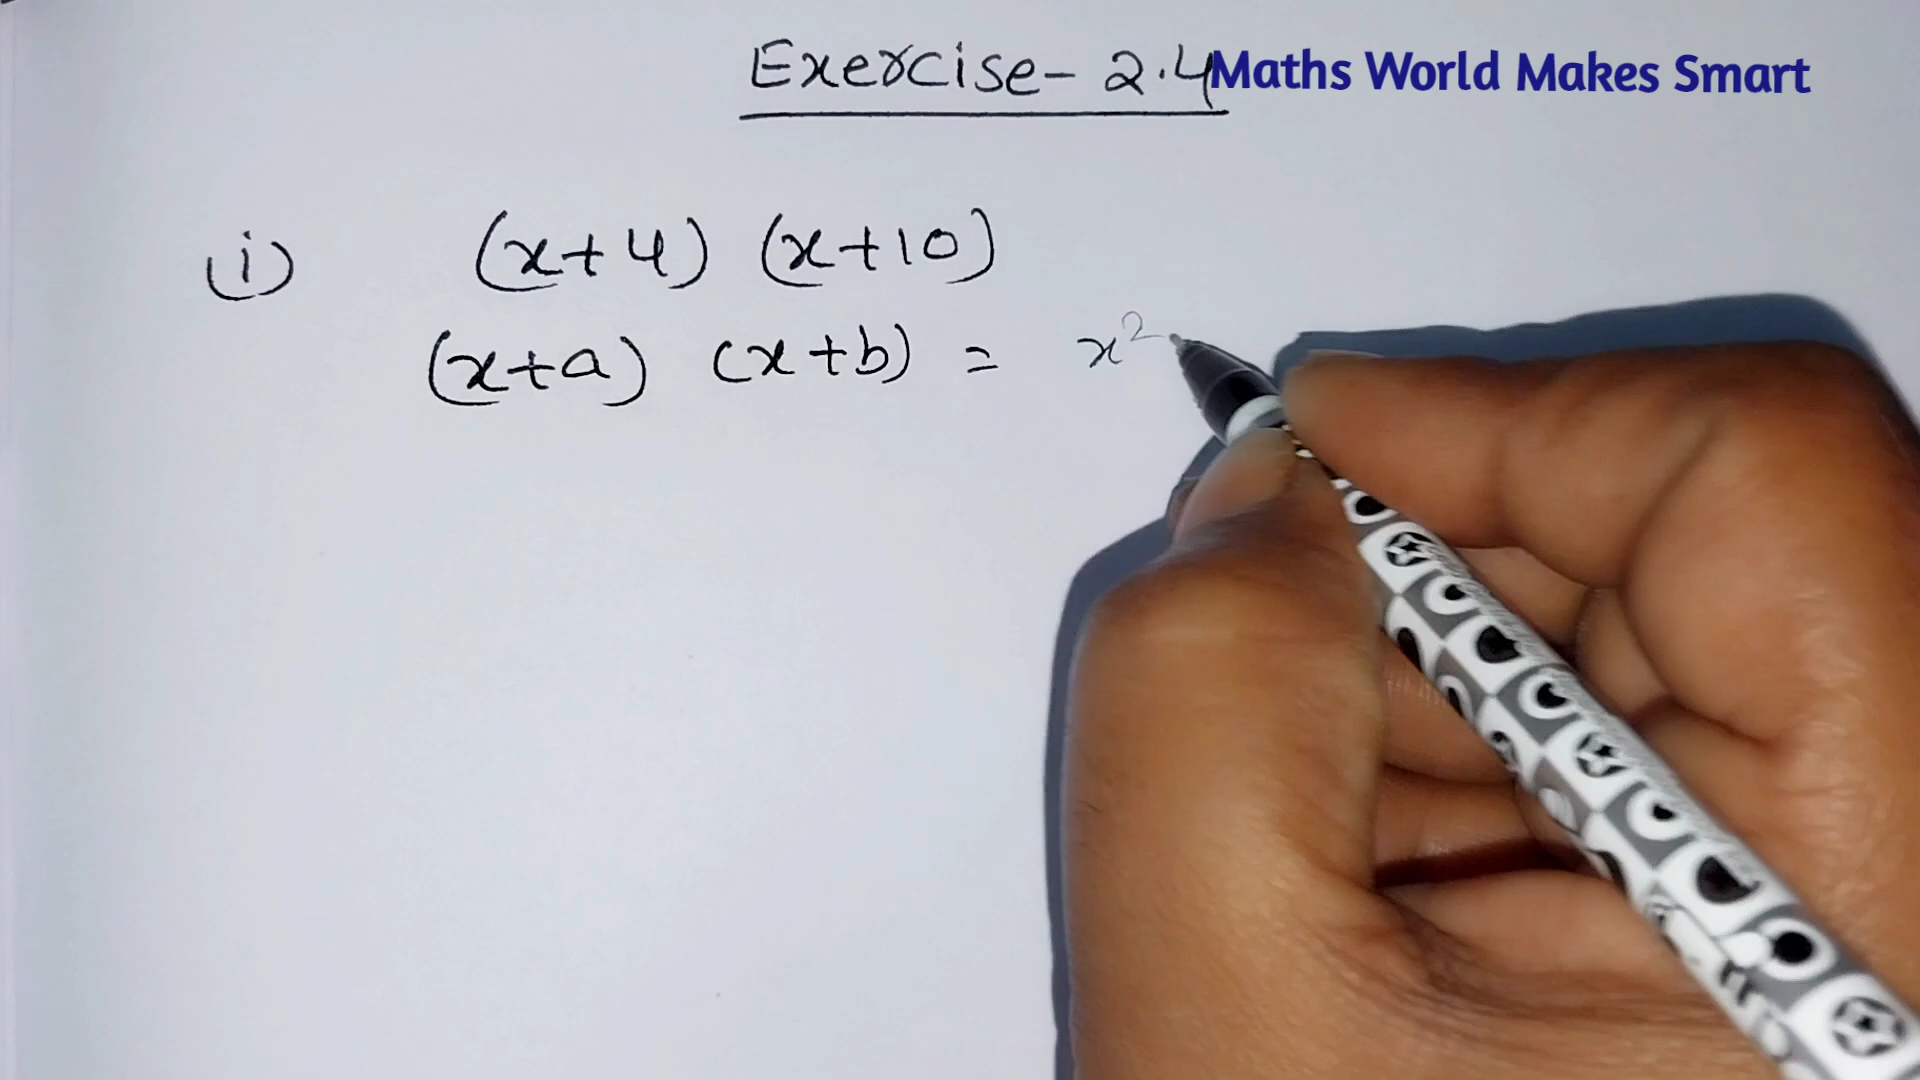 Exercise - 2.4 Maths World Makes Smart
(i) (x+4) (x+10)
(x+a) (x+b) = x²